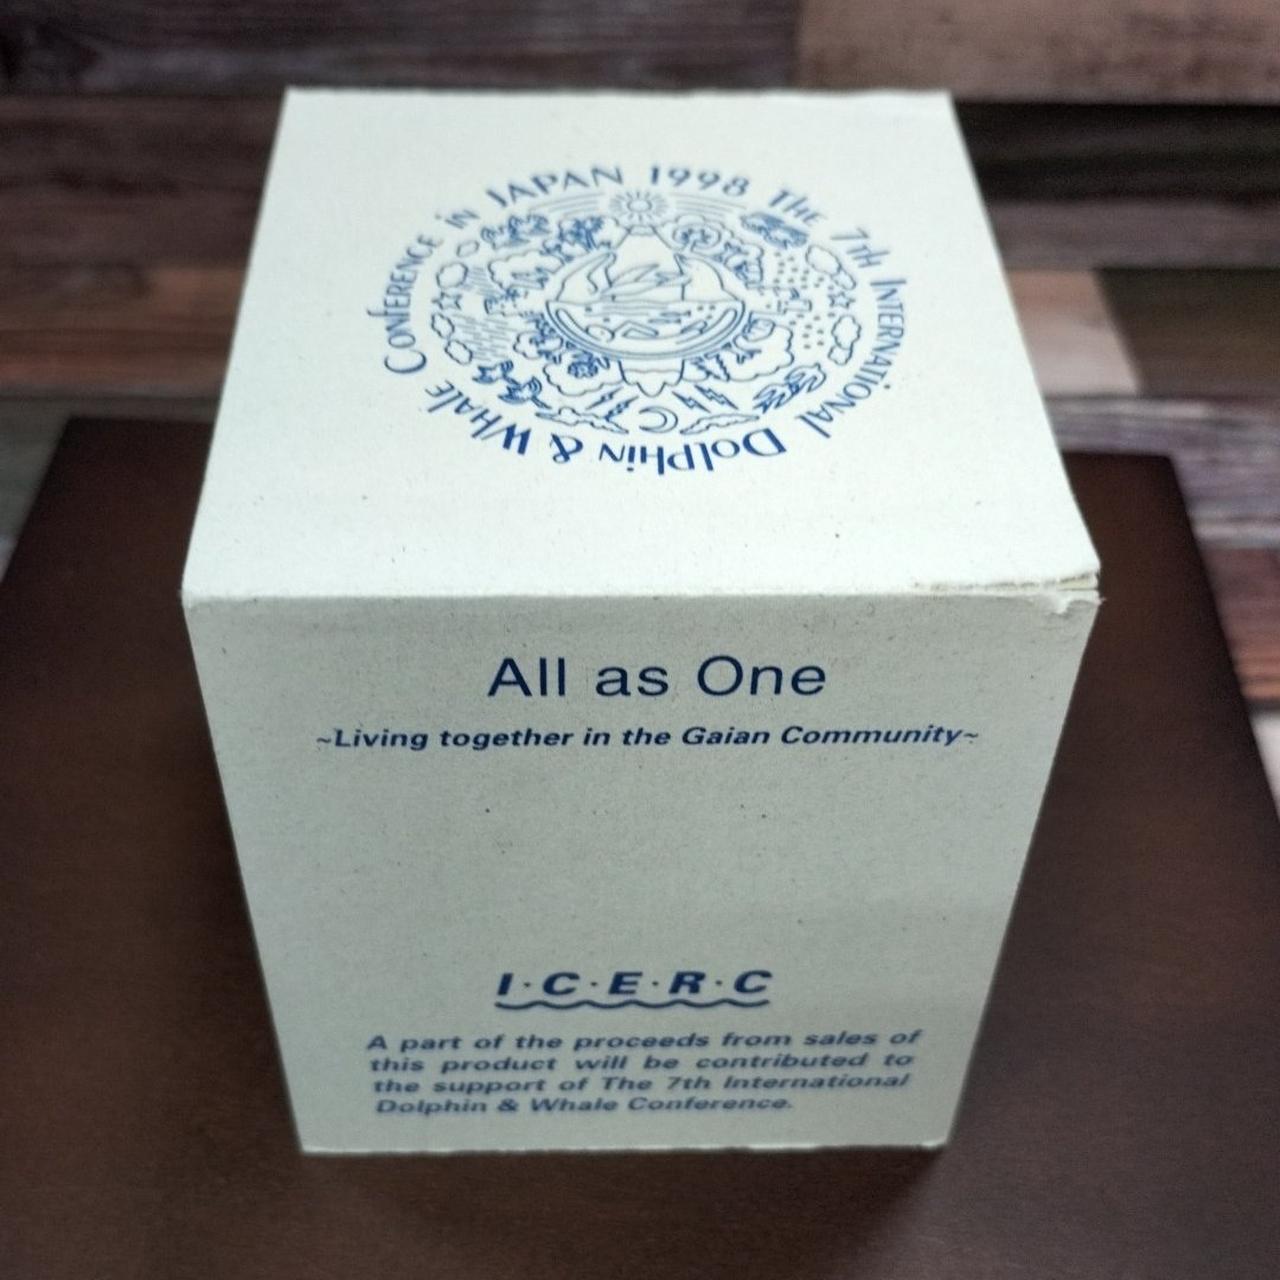 The 7th International Dolphin & Whale Conference in JAPAN 1998
All as One
~Living together in the Gaian Community~
I·C·E·R·C
A part of the proceeds from sales of
this product will be contributed to
the support of The 7th International
Dolphin & Whale Conference.